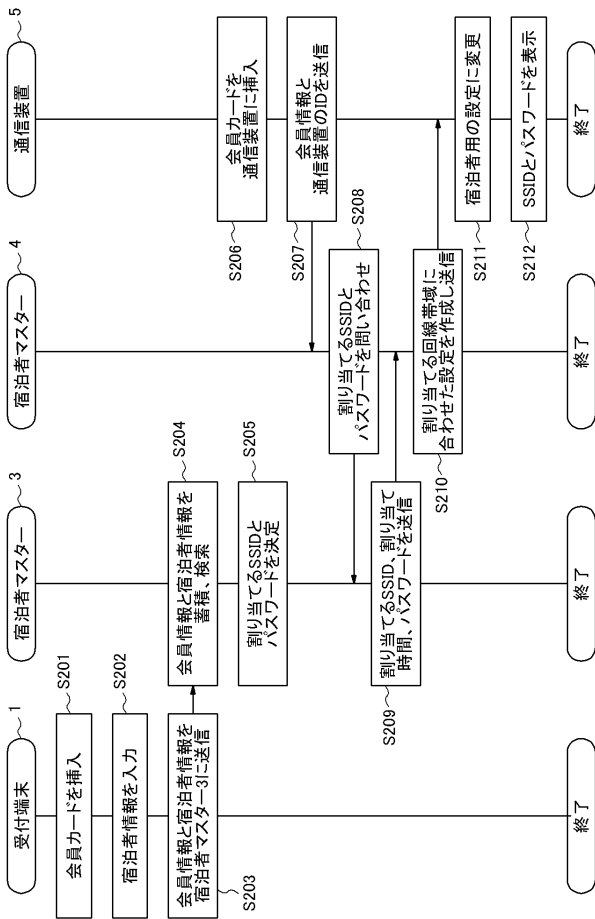 受付端末
1
会員カードを挿入
S201
宿泊者情報を入力
S202
会員情報と宿泊者情報を
宿泊者マスター3に送信
S203
終了
宿泊者マスター
3
会員情報と宿泊者情報を
蓄積、検索
S204
割り当てるSSIDと
パスワードを決定
S205
割り当てるSSID、割り当て
時間、パスワードを送信
S209
終了
宿泊者マスター
4
割り当てるSSIDと
パスワードを問い合わせ
S208
割り当てる回線帯域に
合わせた設定を作成し送信
S210
終了
通信装置
5
会員カードを
通信装置に挿入
S206
会員情報と
通信装置のIDを送信
S207
宿泊者用の設定に変更
S211
SSIDとパスワードを表示
S212
終了